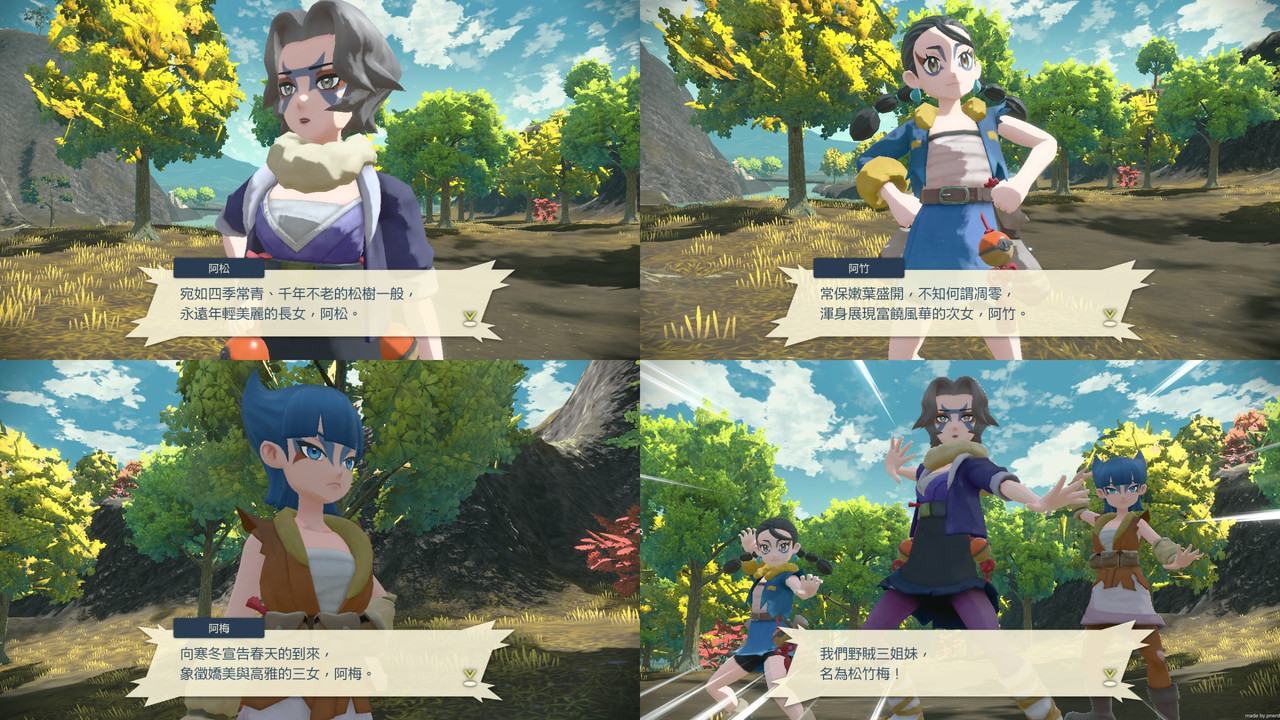 阿松
宛如四季常青、千年不老的松樹一般，
永遠年輕美麗的長女，阿松。
阿竹
常保嫩葉盛開，不知何謂凋零，
渾身展現富饒風華的次女，阿竹。
阿梅
向寒冬宣告春天的到來，
象徵嬌美與高雅的三女，阿梅。
我們野賊三姐妹，
名為松竹梅！